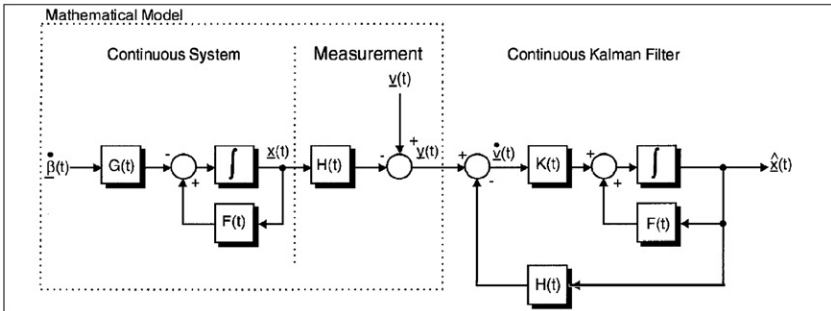 Mathematical Model
Continuous System
Measurement
Continuous Kalman Filter
v(t)
β̇(t)
G(t)
-
+
∫
x(t)
F(t)
H(t)
-
+
v(t)
+
-
v̇(t)
K(t)
+
+
∫
x̂(t)
F(t)
H(t)